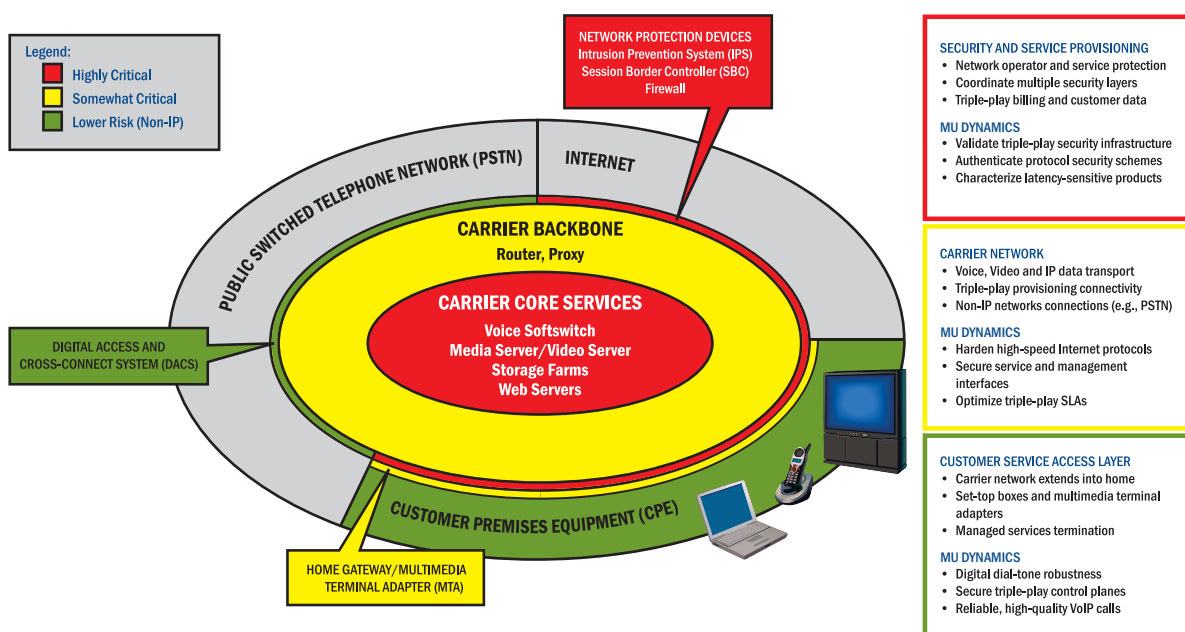 Legend:
Highly Critical
Somewhat Critical
Lower Risk (Non-IP)
NETWORK PROTECTION DEVICES
Intrusion Prevention System (IPS)
Session Border Controller (SBC)
Firewall
PUBLIC SWITCHED TELEPHONE NETWORK (PSTN)
INTERNET
CARRIER BACKBONE
Router, Proxy
CARRIER CORE SERVICES
Voice Softswitch
Media Server/Video Server
Storage Farms
Web Servers
DIGITAL ACCESS AND
CROSS-CONNECT SYSTEM (DACS)
CUSTOMER PREMISES EQUIPMENT (CPE)
HOME GATEWAY/MULTIMEDIA
TERMINAL ADAPTER (MTA)
SECURITY AND SERVICE PROVISIONING
• Network operator and service protection
• Coordinate multiple security layers
• Triple-play billing and customer data
MU DYNAMICS
• Validate triple-play security infrastructure
• Authenticate protocol security schemes
• Characterize latency-sensitive products
CARRIER NETWORK
• Voice, Video and IP data transport
• Triple-play provisioning connectivity
• Non-IP networks connections (e.g., PSTN)
MU DYNAMICS
• Harden high-speed Internet protocols
• Secure service and management
interfaces
• Optimize triple-play SLAs
CUSTOMER SERVICE ACCESS LAYER
• Carrier network extends into home
• Set-top boxes and multimedia terminal
adapters
• Managed services termination
MU DYNAMICS
• Digital dial-tone robustness
• Secure triple-play control planes
• Reliable, high-quality VoIP calls